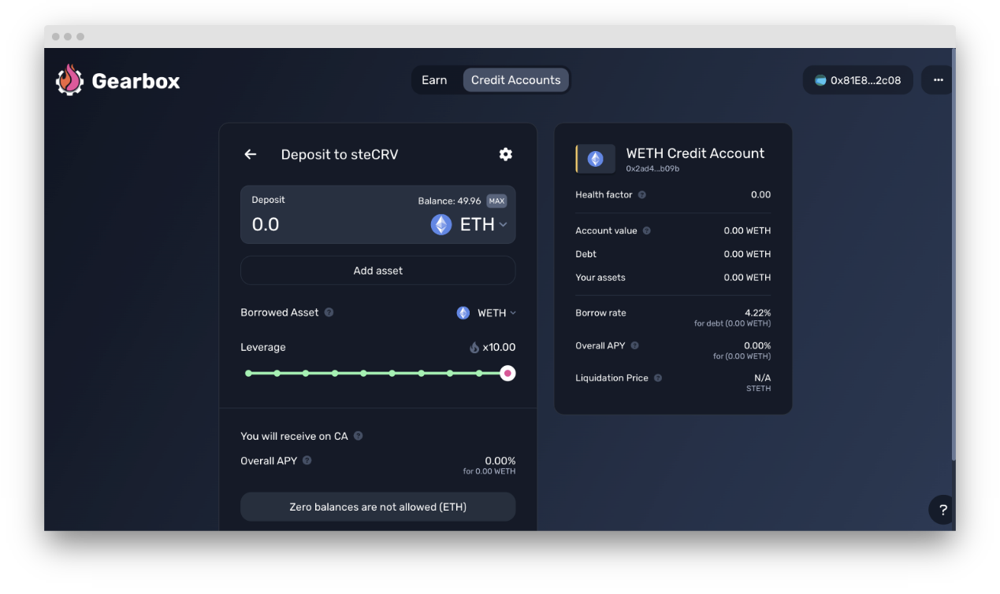 Gearbox
Earn
Credit Accounts
0x81E8...2c08
...
Deposit to steCRV
Deposit
Balance: 49.96 MAX
0.0
ETH
Add asset
Borrowed Asset ?
WETH
Leverage
x10.00
You will receive on CA ?
Overall APY ?
0.00%
for 0.00 WETH
Zero balances are not allowed (ETH)
WETH Credit Account
0x2ad4...b09b
Health factor ?
0.00
Account value ?
0.00 WETH
Debt
0.00 WETH
Your assets
0.00 WETH
Borrow rate
4.22%
for debt (0.00 WETH)
Overall APY ?
0.00%
for (0.00 WETH)
Liquidation Price ?
N/A
STETH
?